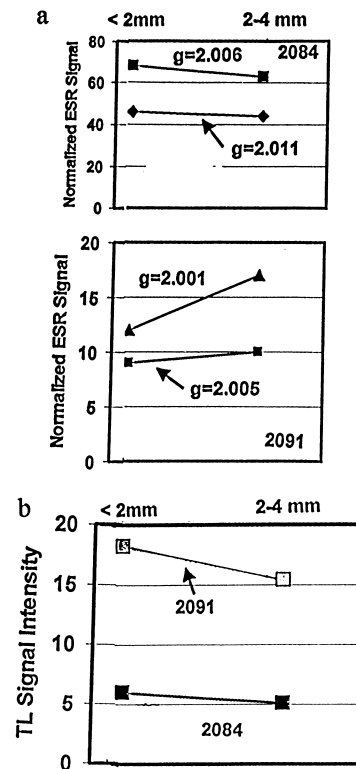 a
< 2mm 2-4 mm
80
g=2.006 2084
60
40
g=2.011
20
0
Normalized ESR Signal
20
g=2.001
15
10
g=2.005
5
2091
0
Normalized ESR Signal
b
< 2mm 2-4 mm
20
15
2091
10
5
2084
0
TL Signal Intensity